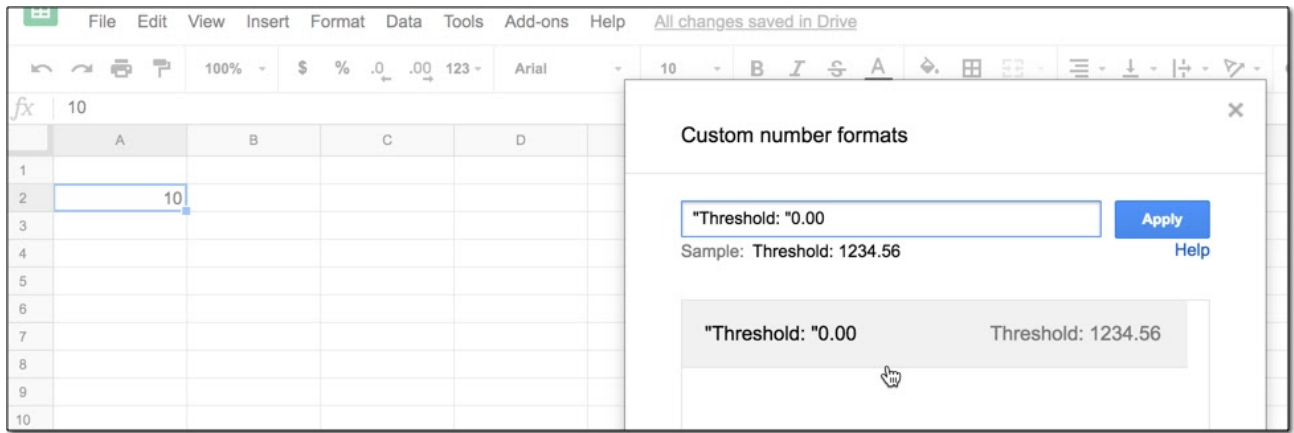 File Edit View Insert Format Data Tools Add-ons Help All changes saved in Drive
100% $ % .0 .00 123 Arial 10 B I S A
fx 10
A B C D
1
2 10
3
4
5
6
7
8
9
10
Custom number formats
"Threshold: "0.00 Apply
Sample: Threshold: 1234.56 Help
"Threshold: "0.00 Threshold: 1234.56